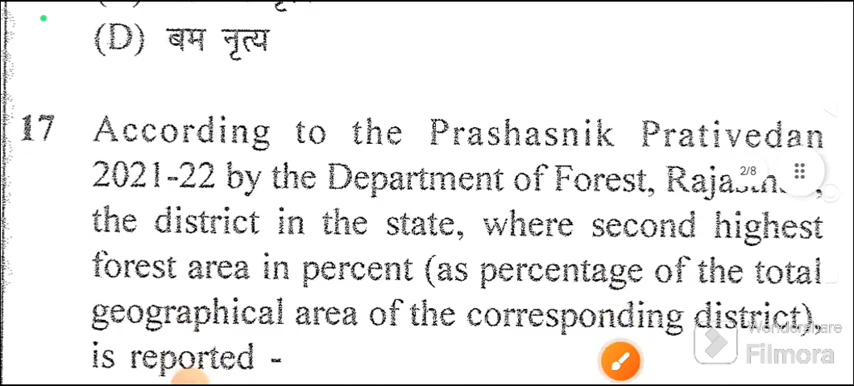 (D) बम नृत्य
17 According to the Prashasnik Prativedan
2021-22 by the Department of Forest,
2/8
the district in the state, where second highest
forest area in percent (as percentage of the total
geographical area of the corresponding district),
is reported -
Wondershare
Filmora